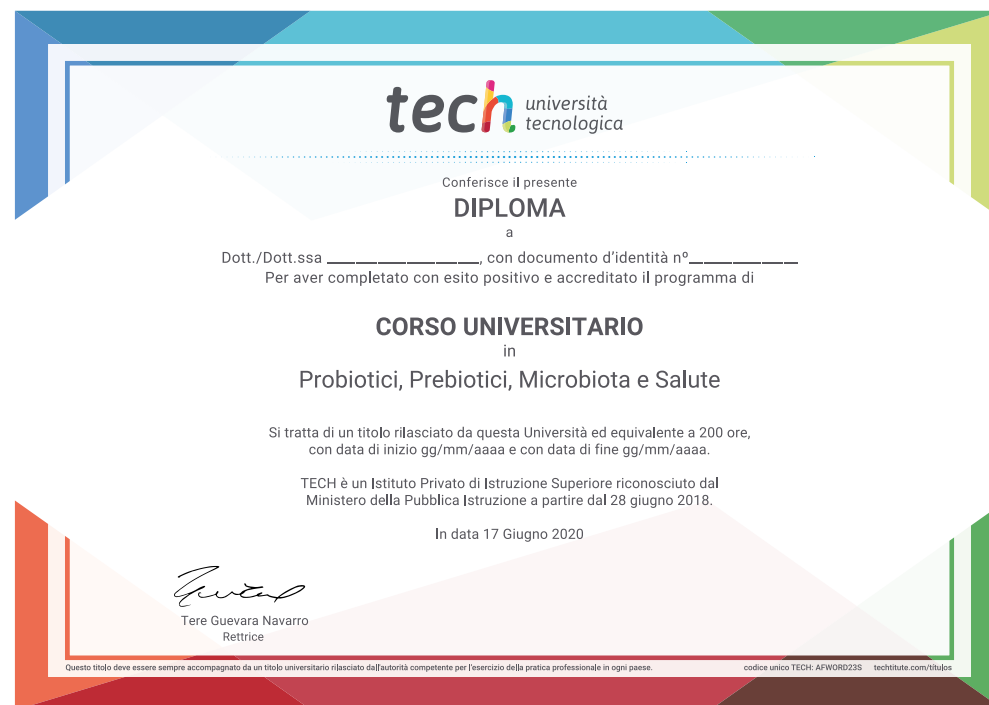 tech università
tecnologica
Conferisce il presente
DIPLOMA
a
Dott./Dott.ssa __________________, con documento d'identità nº_____________
Per aver completato con esito positivo e accreditato il programma di
CORSO UNIVERSITARIO
in
Probiotici, Prebiotici, Microbiota e Salute
Si tratta di un titolo rilasciato da questa Università ed equivalente a 200 ore,
con data di inizio gg/mm/aaaa e con data di fine gg/mm/aaaa.
TECH è un Istituto Privato di Istruzione Superiore riconosciuto dal
Ministero della Pubblica Istruzione a partire dal 28 giugno 2018.
In data 17 Giugno 2020
Tere Guevara Navarro
Rettrice
Questo titolo deve essere sempre accompagnato da un titolo universitario rilasciato dall'autorità competente per l'esercizio della pratica professionale in ogni paese. codice unico TECH: AFWORD23S techtitute.com/títulos